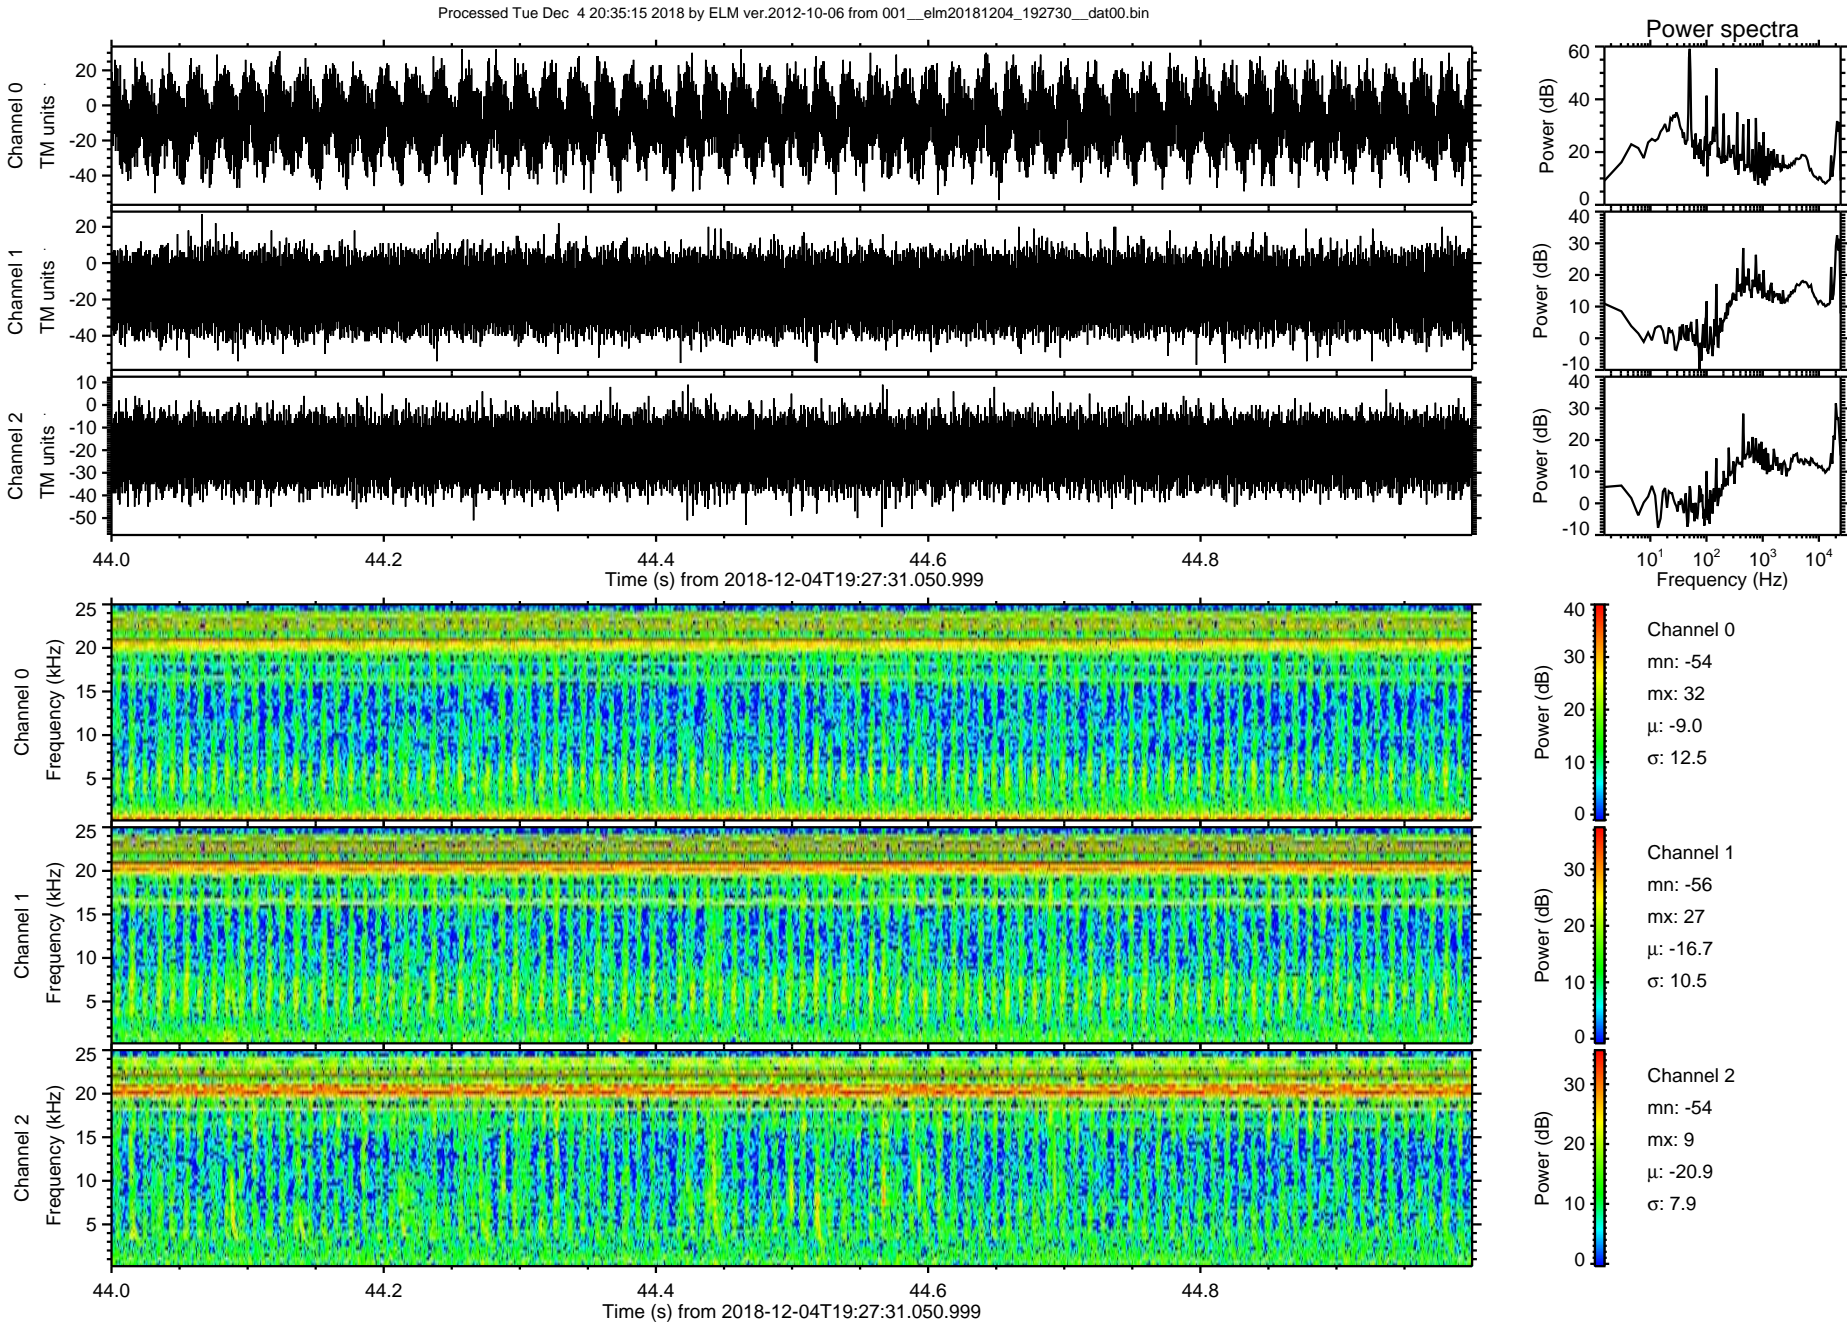 Processed Tue Dec  4 20:35:15 2018 by ELM ver.2012-10-06 from 001__elm20181204_192730__dat00.bin
Power spectra
Channel 0
TM units
20
0
-20
-40
Power (dB)
60
40
20
0
Channel 1
TM units
20
0
-20
-40
Power (dB)
40
30
20
10
0
-10
Channel 2
TM units
10
0
-10
-20
-30
-40
-50
Power (dB)
40
30
20
10
0
-10
44.0 44.2 44.4 44.6 44.8
Time (s) from 2018-12-04T19:27:31.050.999
10¹ 10² 10³ 10⁴
Frequency (Hz)
Channel 0
Frequency (kHz)
25
20
15
10
5
Power (dB)
40
30
20
10
0
Channel 0
mn: -54
mx: 32
μ: -9.0
σ: 12.5
Channel 1
Frequency (kHz)
25
20
15
10
5
Power (dB)
30
20
10
0
Channel 1
mn: -56
mx: 27
μ: -16.7
σ: 10.5
Channel 2
Frequency (kHz)
25
20
15
10
5
Power (dB)
30
20
10
0
Channel 2
mn: -54
mx: 9
μ: -20.9
σ: 7.9
44.0 44.2 44.4 44.6 44.8
Time (s) from 2018-12-04T19:27:31.050.999